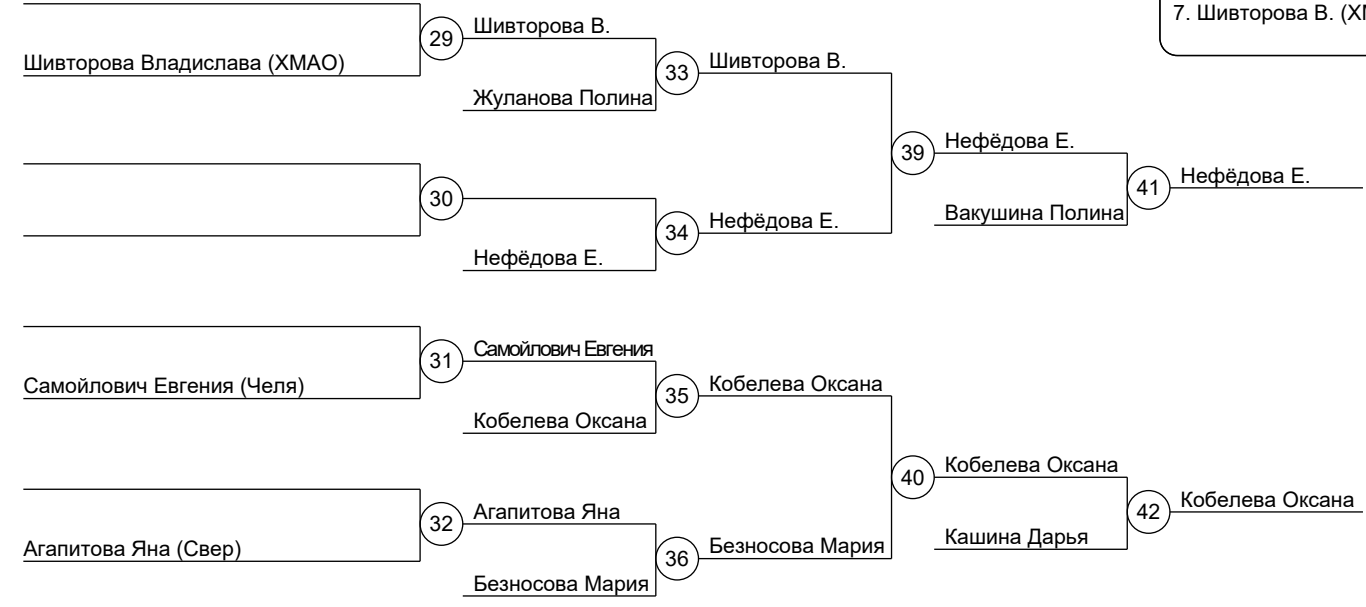 7. Шивторова В. (ХМ
Шивторова В.
29
Шивторова Владислава (ХМАО)
33
Шивторова В.
Жуланова Полина
39
Нефёдова Е.
41
Нефёдова Е.
30
Вакушина Полина
34
Нефёдова Е.
Нефёдова Е.
31
Самойлович Евгения
Самойлович Евгения (Челя)
35
Кобелева Оксана
Кобелева Оксана
40
Кобелева Оксана
42
Кобелева Оксана
32
Агапитова Яна
Агапитова Яна (Свер)
36
Безносова Мария
Кашина Дарья
Безносова Мария